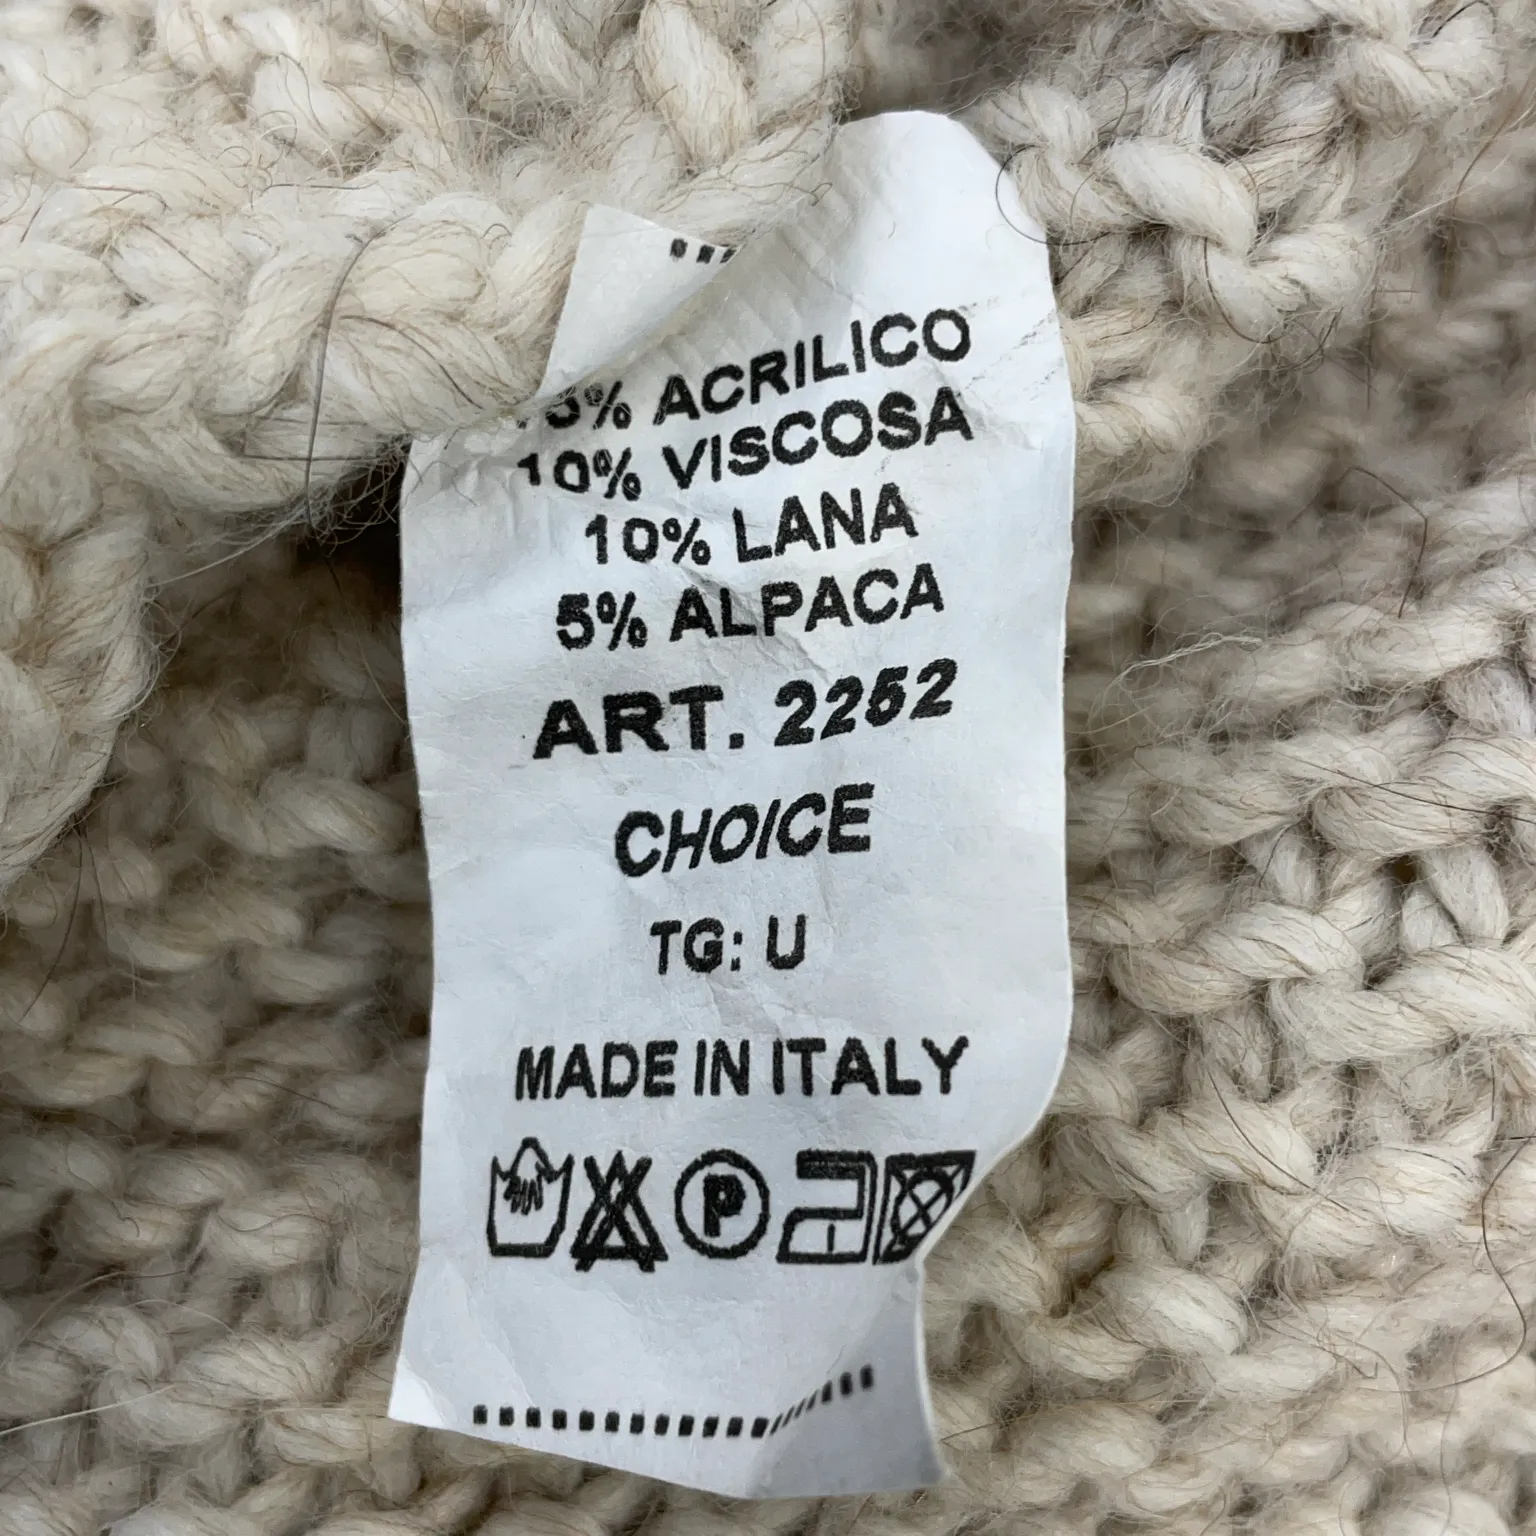 ACRILICO
10% VISCOSA
10% LANA
5% ALPACA
ART. 2252
CHOICE
TG: U
MADE IN ITALY
P